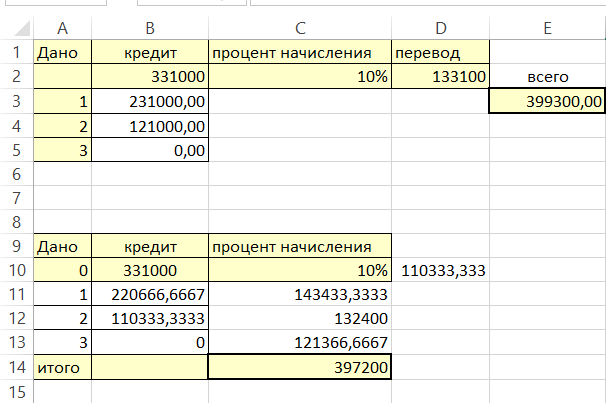 A B C D E
1 Дано кредит процент начисления перевод
2 331000 10% 133100 всего
3 1 231000,00 399300,00
4 2 121000,00
5 3 0,00
6
7
8
9 Дано кредит процент начисления
10 0 331000 10% 110333,333
11 1 220666,6667 143433,3333
12 2 110333,3333 132400
13 3 0 121366,6667
14 итого 397200
15